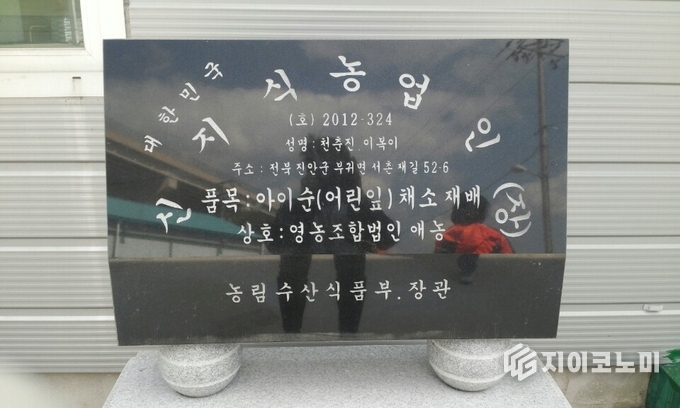 대한민국
신지식농업인(장)
(호) 2012-324
성명 : 천춘진. 이복이
주소 : 전북 진안군 부귀면 서촌재길 52-6
품목 : 아이순(어린잎) 채소 재배
상호 : 영농조합법인 애농
농림수산식품부. 장관
지이코노미